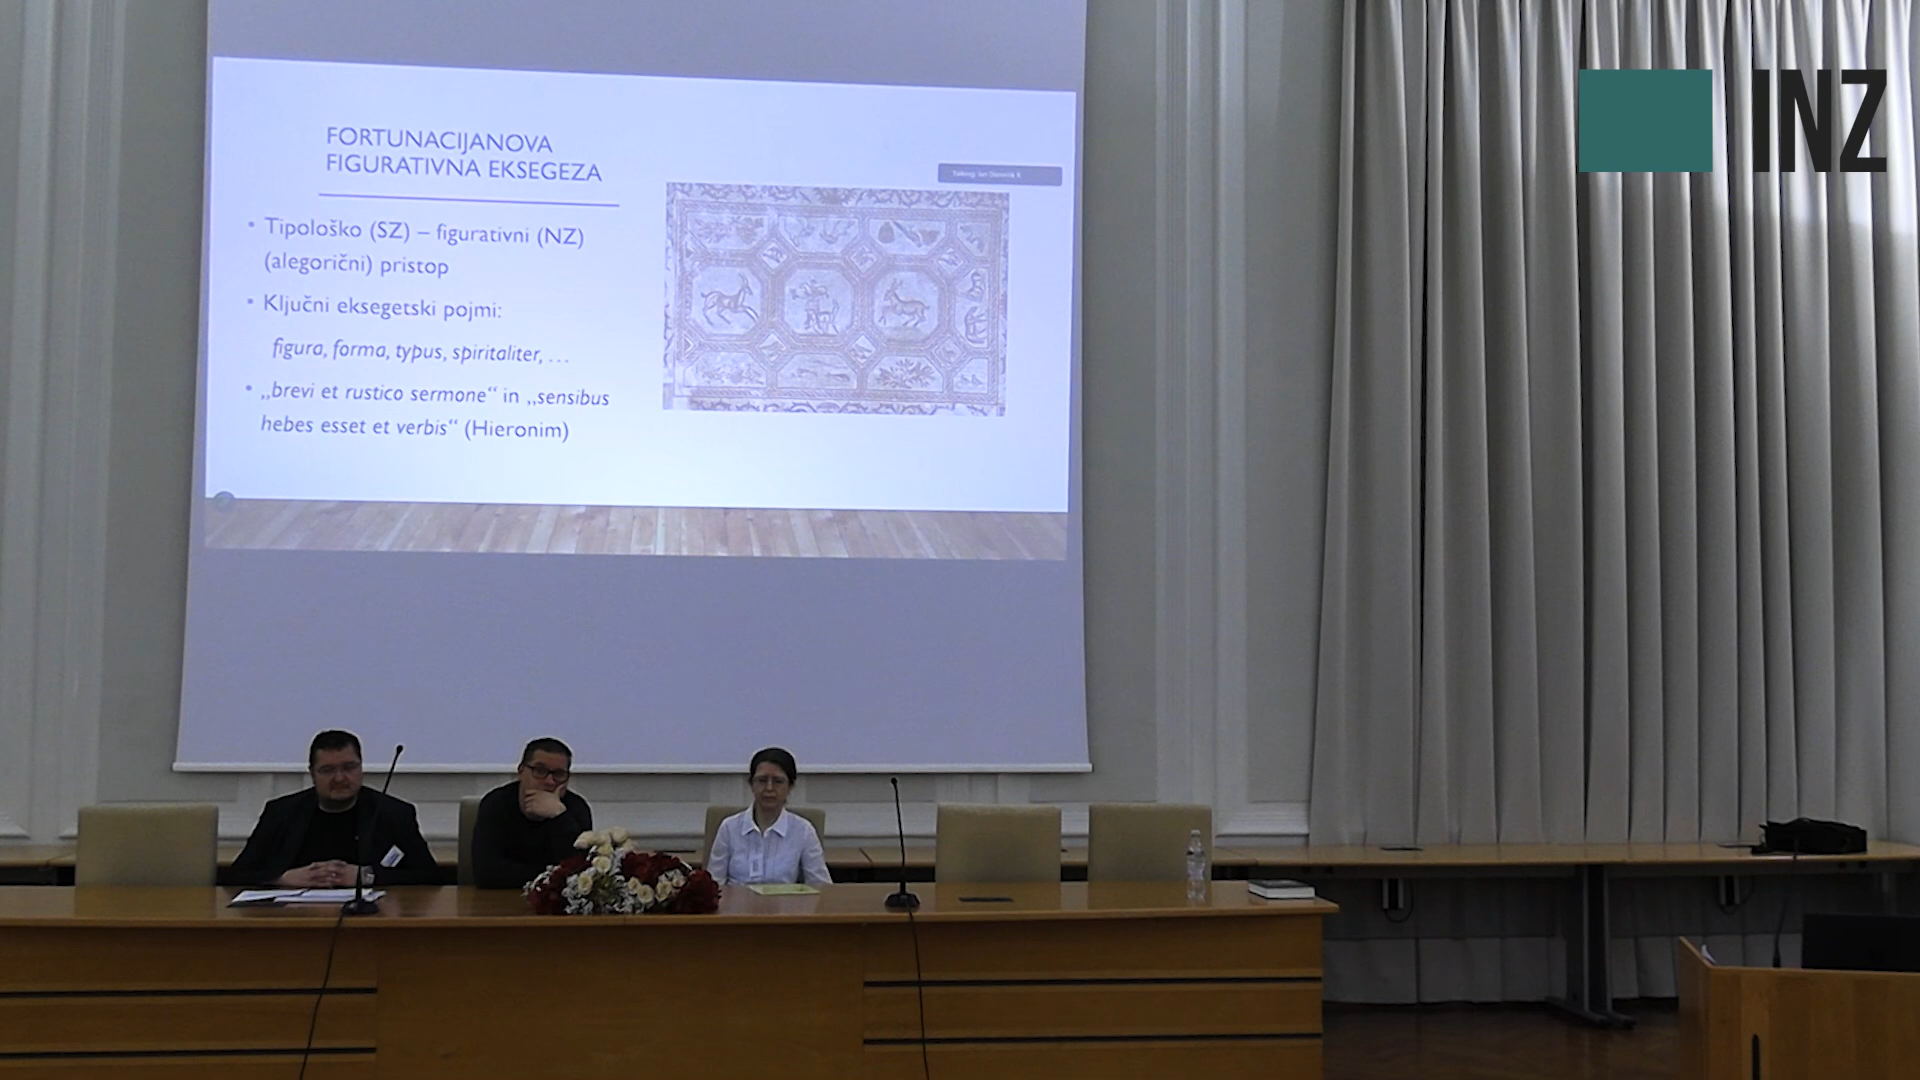 FORTUNACIJANOVA
FIGURATIVNA EKSEGEZA
• Tipološko (SZ) – figurativni (NZ)
(alegorični) pristop
• Ključni eksegetski pojmi:
figura, forma, typus, spiritaliter, …
• „brevi et rustico sermone“ in „sensibus
hebes esset et verbis“ (Hieronim)
Talking:
INZ